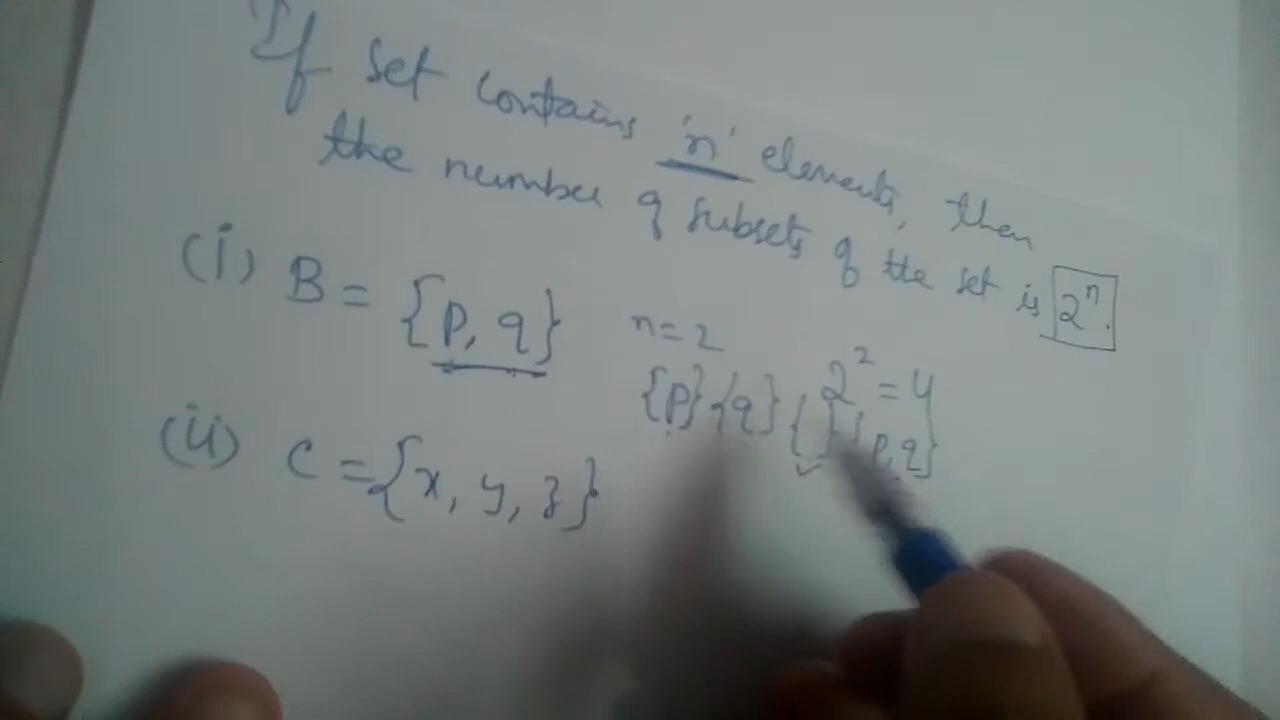 If set contains 'n' elements, then
the number of subsets of the set is 2ⁿ.
(i) B = {p, q} n=2
2² = 4
{p} {q} { } {p, q}
(ii) C = {x, y, z}